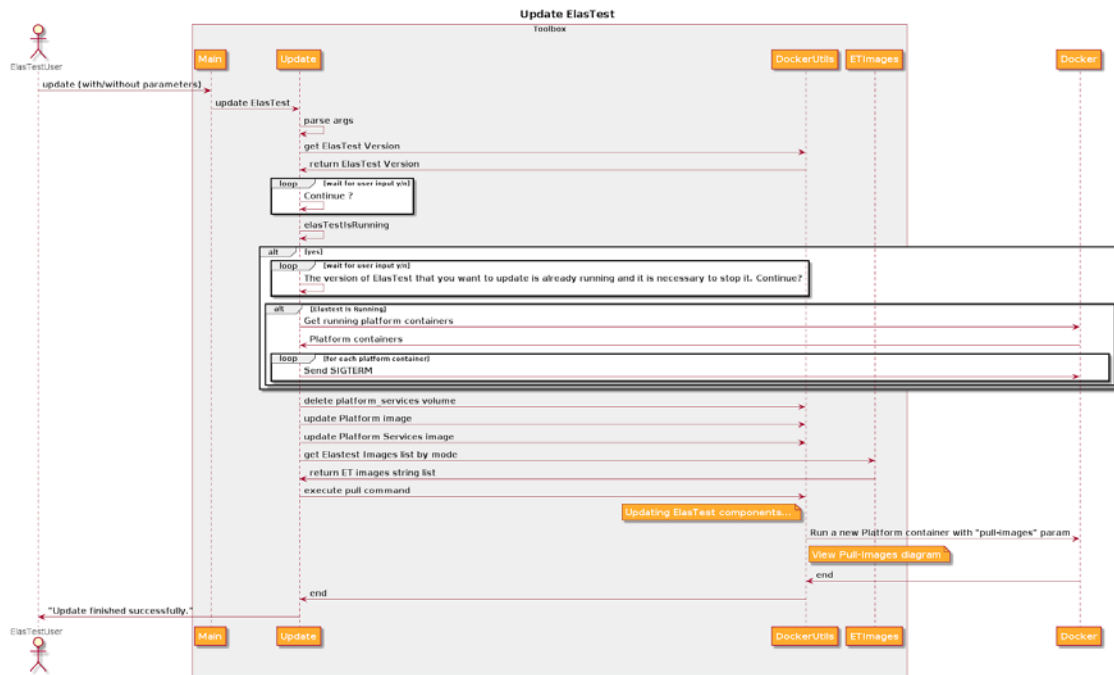 Update ElasTest
Toolbox
ElasTestUser
Main
Update
DockerUtils
ETImages
Docker
update (with/without parameters)
update ElasTest
parse args
get ElasTest Version
return ElasTest Version
loop [wait for user input y/n]
Continue ?
elasTestIsRunning
alt [yes]
loop [wait for user input y/n]
The version of ElasTest that you want to update is already running and it is necessary to stop it. Continue?
alt [Elastest is Running]
Get running platform containers
Platform containers
loop [for each platform container]
Send SIGTERM
delete platform_services volume
update Platform image
update Platform Services image
get Elastest Images list by mode
return ET images string list
execute pull command
Updating ElasTest components...
Run a new Platform container with "pull-images" param
View Pull-Images diagram
end
end
"Update finished successfully."
ElasTestUser
Main
Update
DockerUtils
ETImages
Docker